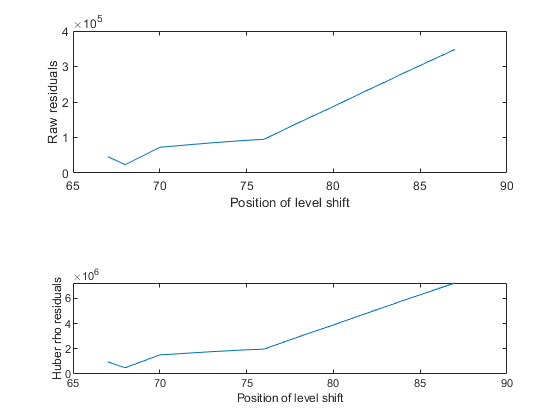 ×10^5
4
3
2
1
0
Raw residuals
65 70 75 80 85 90
Position of level shift
×10^6
6
4
2
0
Huber rho residuals
65 70 75 80 85 90
Position of level shift